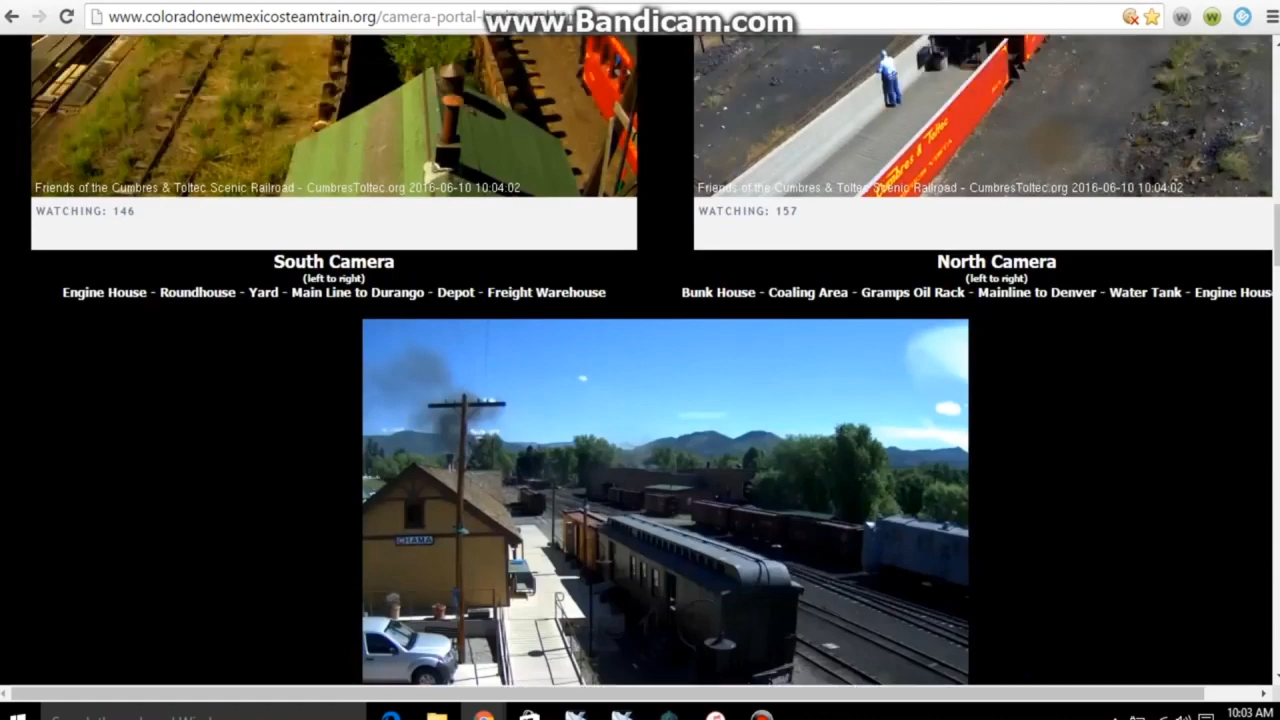 www.coloradonewmexicosteamtrain.org/camera-portal-
www.Bandicam.com
Cumbres & Toltec
Friends of the Cumbres & Toltec Scenic Railroad - CumbresToltec.org 2016-06-10 10:04:02
Friends of the Cumbres & Toltec Scenic Railroad - CumbresToltec.org 2016-06-10 10:04:02
WATCHING: 146
WATCHING: 157
South Camera
(left to right)
Engine House - Roundhouse - Yard - Main Line to Durango - Depot - Freight Warehouse
North Camera
(left to right)
Bunk House - Coaling Area - Gramps Oil Rack - Mainline to Denver - Water Tank - Engine Hous
CHAMA
10:03 AM